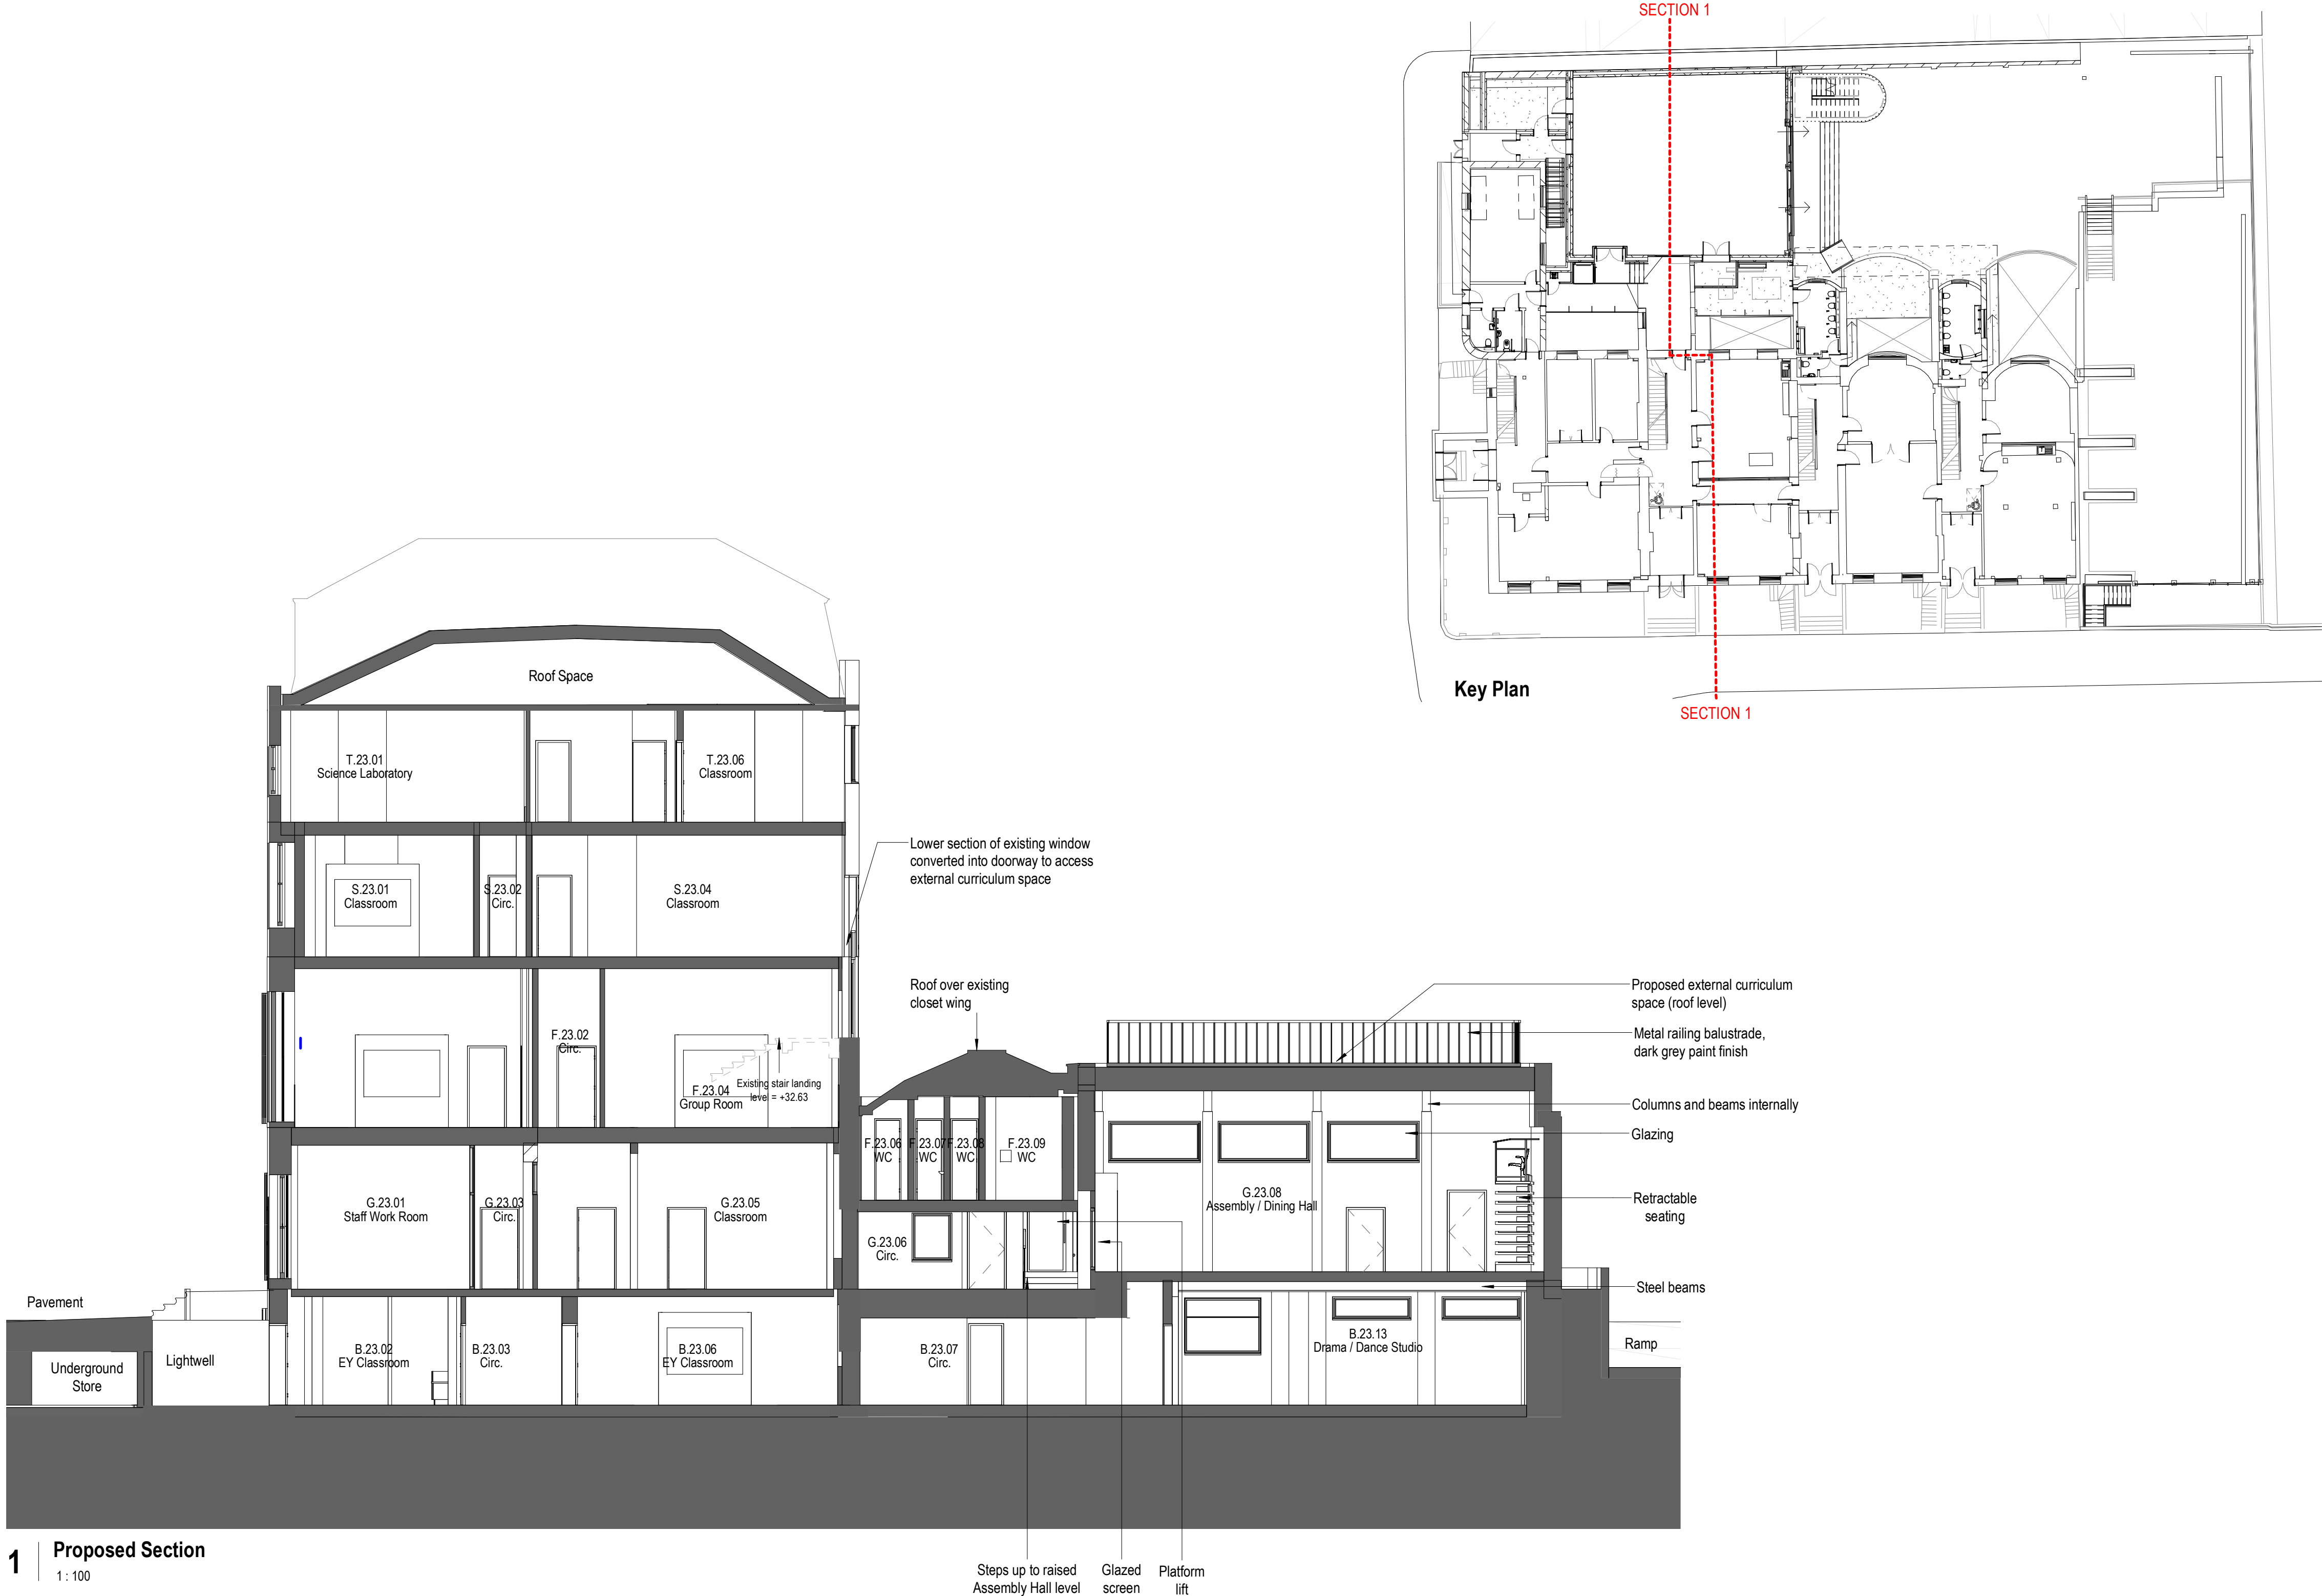 SECTION 1
Key Plan
SECTION 1
Roof Space
T.23.01
Science Laboratory
T.23.06
Classroom
S.23.01
Classroom
S.23.02
Circ.
S.23.04
Classroom
Lower section of existing window
converted into doorway to access
external curriculum space
F.23.02
Circ.
F.23.04
Group Room
Existing stair landing
level = +32.63
Roof over existing
closet wing
Proposed external curriculum
space (roof level)
Metal railing balustrade,
dark grey paint finish
Columns and beams internally
Glazing
F.23.06
WC
F.23.07
WC
F.23.08
WC
F.23.09
WC
G.23.01
Staff Work Room
G.23.03
Circ.
G.23.05
Classroom
G.23.06
Circ.
G.23.08
Assembly / Dining Hall
Retractable
seating
Steel beams
Pavement
Underground
Store
Lightwell
B.23.02
EY Classroom
B.23.03
Circ.
B.23.06
EY Classroom
B.23.07
Circ.
B.23.13
Drama / Dance Studio
Ramp
1
Proposed Section
1 : 100
Steps up to raised
Assembly Hall level
Glazed
screen
Platform
lift